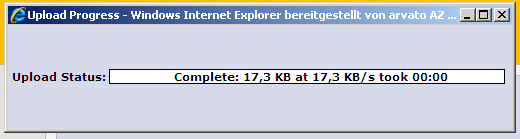 Upload Progress - Windows Internet Explorer bereitgestellt von arvato AZ ...
Upload Status: Complete: 17,3 KB at 17,3 KB/s took 00:00